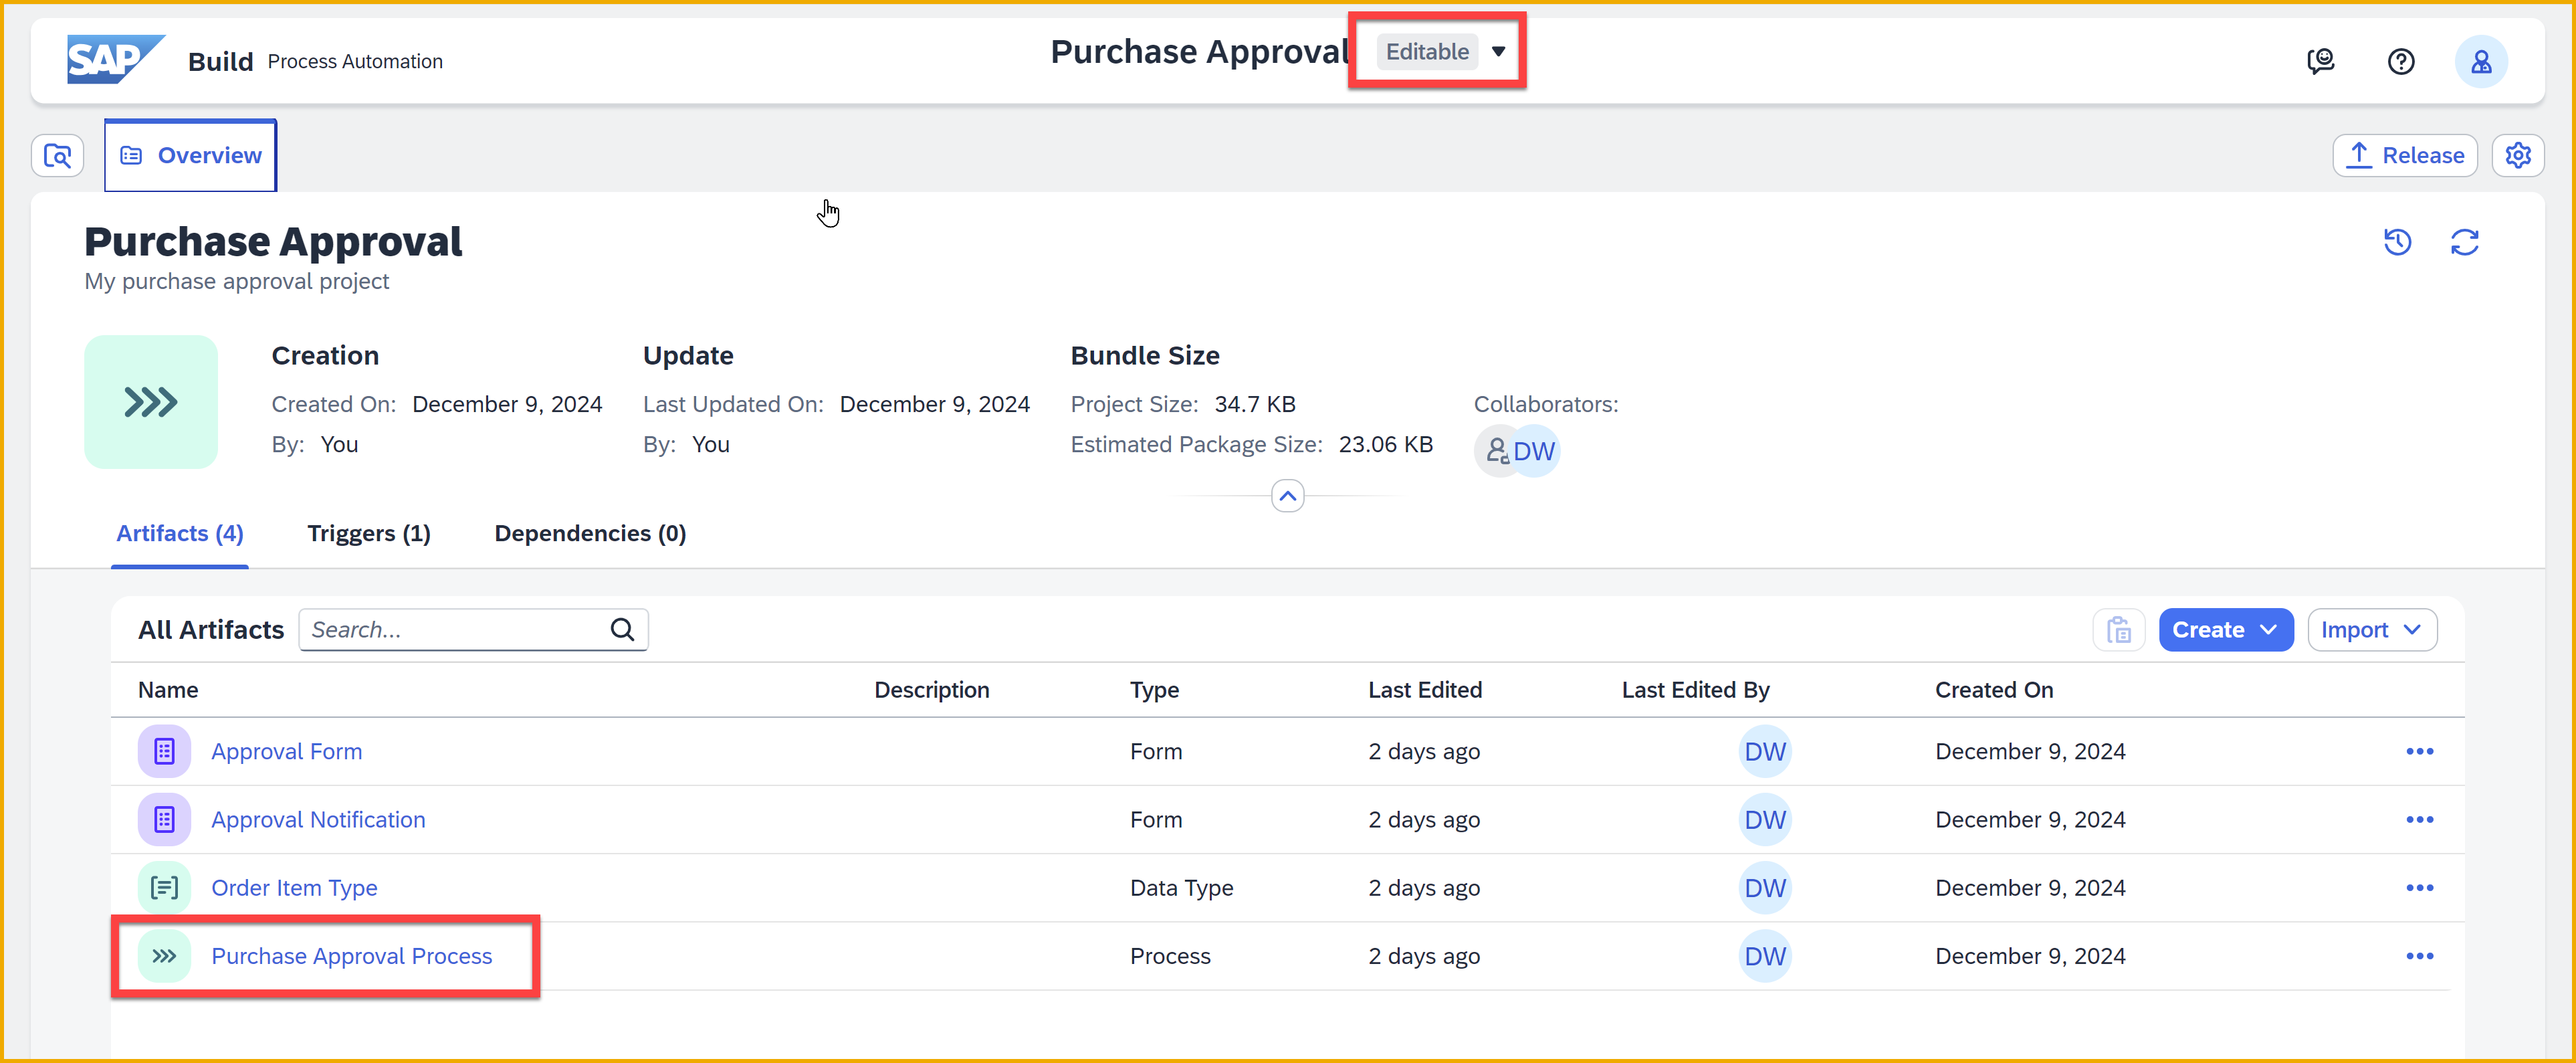 SAP Build Process Automation Purchase Approval Editable
Overview Release
Purchase Approval
My purchase approval project
Creation Update Bundle Size
Created On: December 9, 2024 Last Updated On: December 9, 2024 Project Size: 34.7 KB Collaborators:
By: You By: You Estimated Package Size: 23.06 KB DW
Artifacts (4) Triggers (1) Dependencies (0)
All Artifacts Search... Create Import
Name Description Type Last Edited Last Edited By Created On
Approval Form Form 2 days ago DW December 9, 2024
Approval Notification Form 2 days ago DW December 9, 2024
Order Item Type Data Type 2 days ago DW December 9, 2024
Purchase Approval Process Process 2 days ago DW December 9, 2024